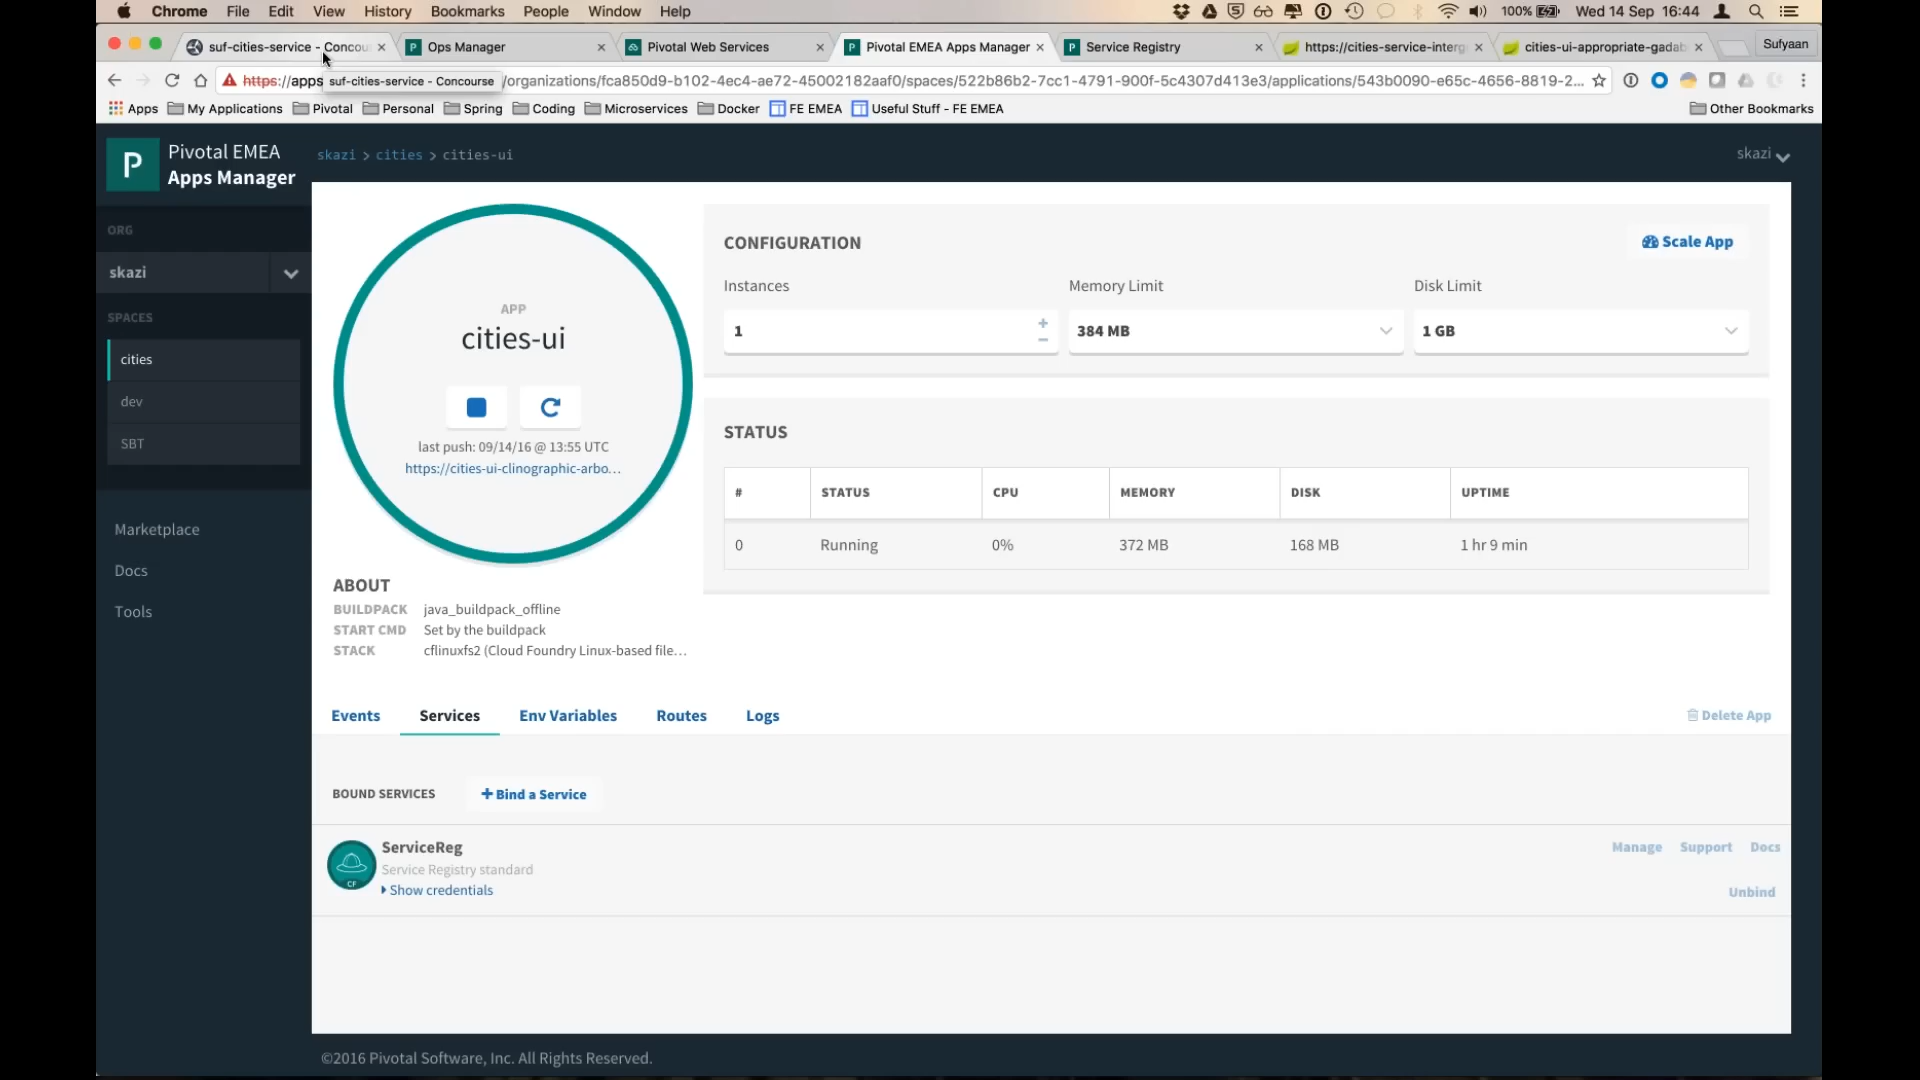 Chrome File Edit View History Bookmarks People Window Help 100% Wed 14 Sep 16:44
suf-cities-service - Concou Ops Manager Pivotal Web Services Pivotal EMEA Apps Manager Service Registry https://cities-service-interg cities-ui-appropriate-gadab Sufyaan
https://apps suf-cities-service - Concourse /organizations/fca850d9-b102-4ec4-ae72-45002182aaf0/spaces/522b86b2-7cc1-4791-900f-5c4307d413e3/applications/543b0090-e65c-4656-8819-2...
Apps My Applications Pivotal Personal Spring Coding Microservices Docker FE EMEA Useful Stuff - FE EMEA Other Bookmarks
P
Pivotal EMEA
Apps Manager
skazi > cities > cities-ui
skazi
ORG
skazi
SPACES
cities
dev
SBT
Marketplace
Docs
Tools
APP
cities-ui
last push: 09/14/16 @ 13:55 UTC
https://cities-ui-clinographic-arbo...
ABOUT
BUILDPACK java_buildpack_offline
START CMD Set by the buildpack
STACK cflinuxfs2 (Cloud Foundry Linux-based file...
CONFIGURATION
Scale App
Instances Memory Limit Disk Limit
1 384 MB 1 GB
STATUS
# STATUS CPU MEMORY DISK UPTIME
0 Running 0% 372 MB 168 MB 1 hr 9 min
Events Services Env Variables Routes Logs
Delete App
BOUND SERVICES
+ Bind a Service
CF
ServiceReg
Service Registry standard
Show credentials
Manage Support Docs
Unbind
©2016 Pivotal Software, Inc. All Rights Reserved.